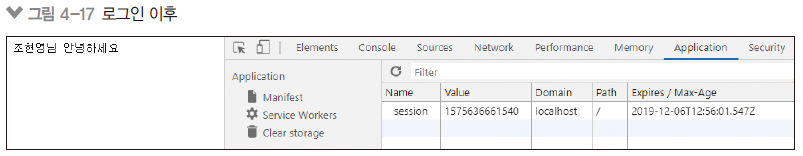 그림 4-17 로그인 이후
조현영님 안녕하세요
Elements Console Sources Network Performance Memory Application Security
Application
Manifest
Service Workers
Clear storage
Filter
Name Value Domain Path Expires / Max-Age
session 1575636661540 localhost / 2019-12-06T12:56:01.547Z